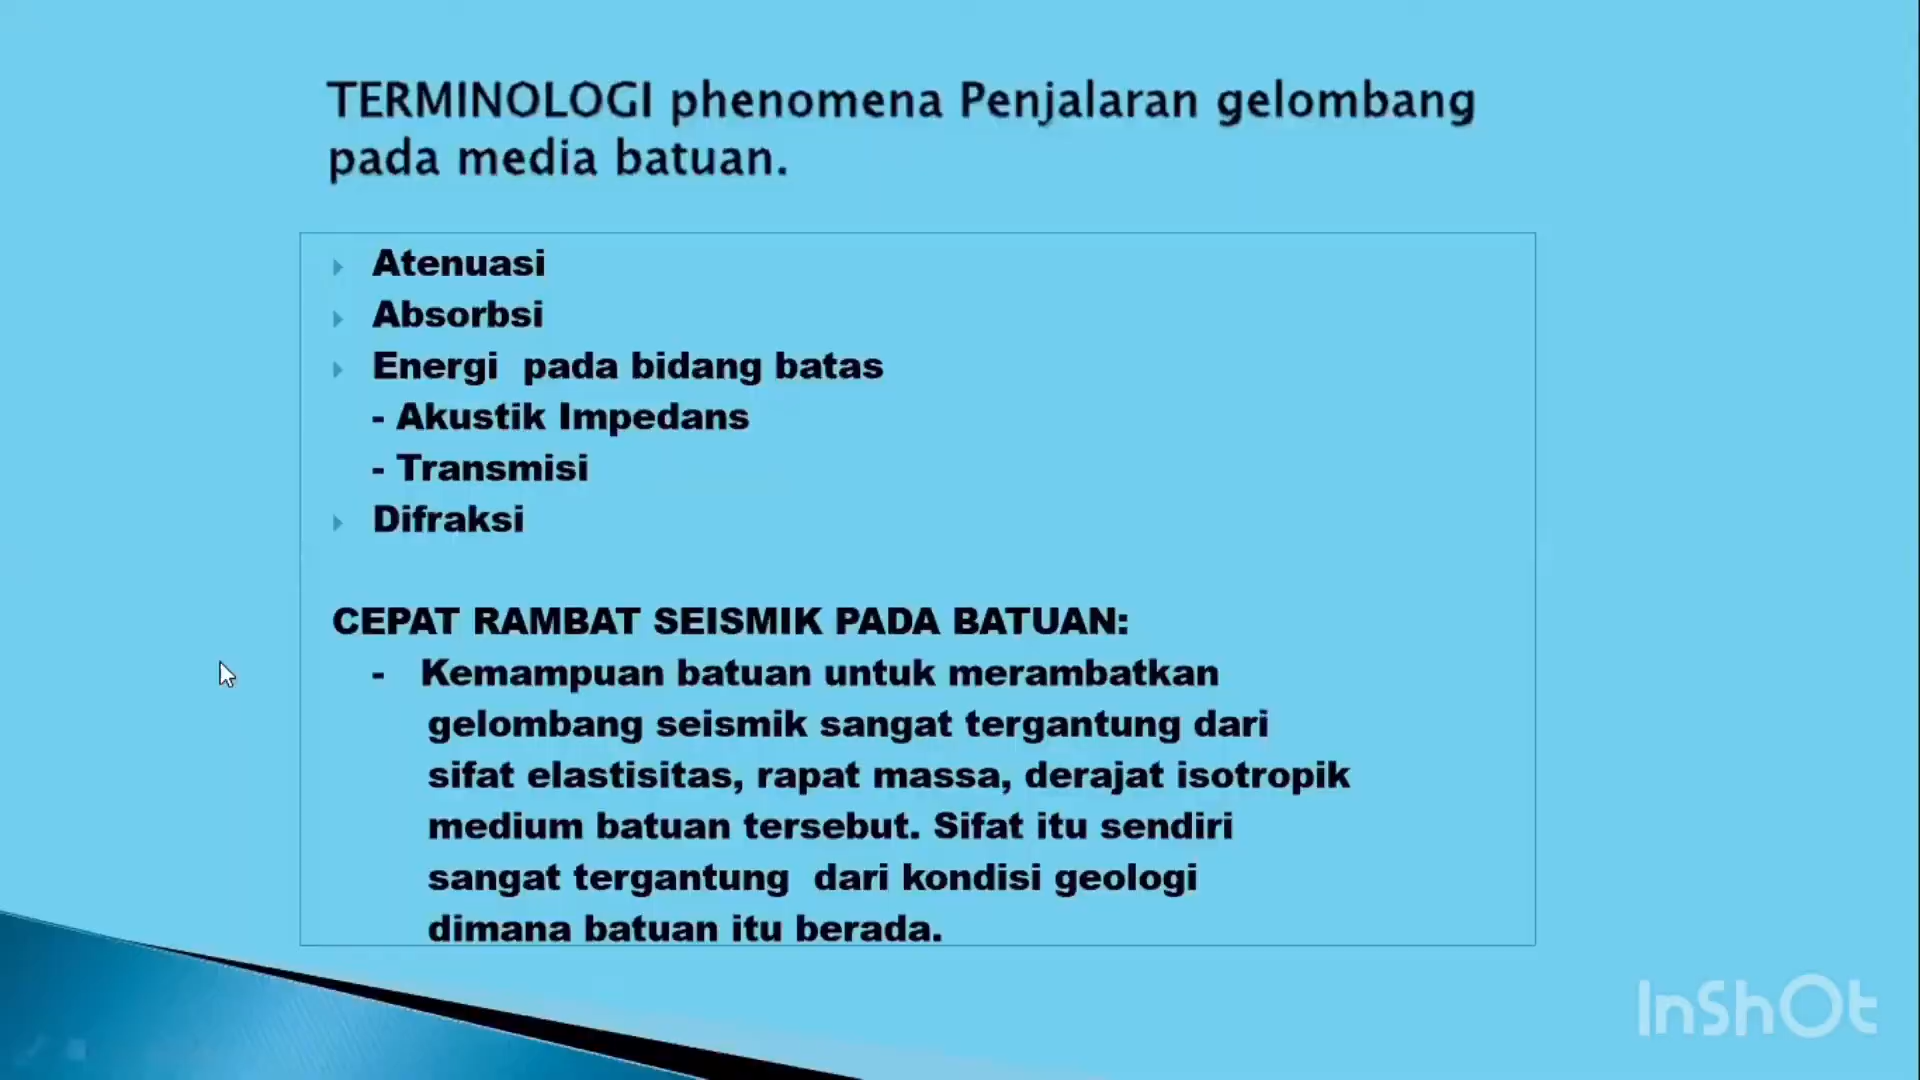 TERMINOLOGI phenomena Penjalaran gelombang
pada media batuan.
Atenuasi
Absorbsi
Energi pada bidang batas
- Akustik Impedans
- Transmisi
Difraksi
CEPAT RAMBAT SEISMIK PADA BATUAN:
- Kemampuan batuan untuk merambatkan
gelombang seismik sangat tergantung dari
sifat elastisitas, rapat massa, derajat isotropik
medium batuan tersebut. Sifat itu sendiri
sangat tergantung dari kondisi geologi
dimana batuan itu berada.
InShOt